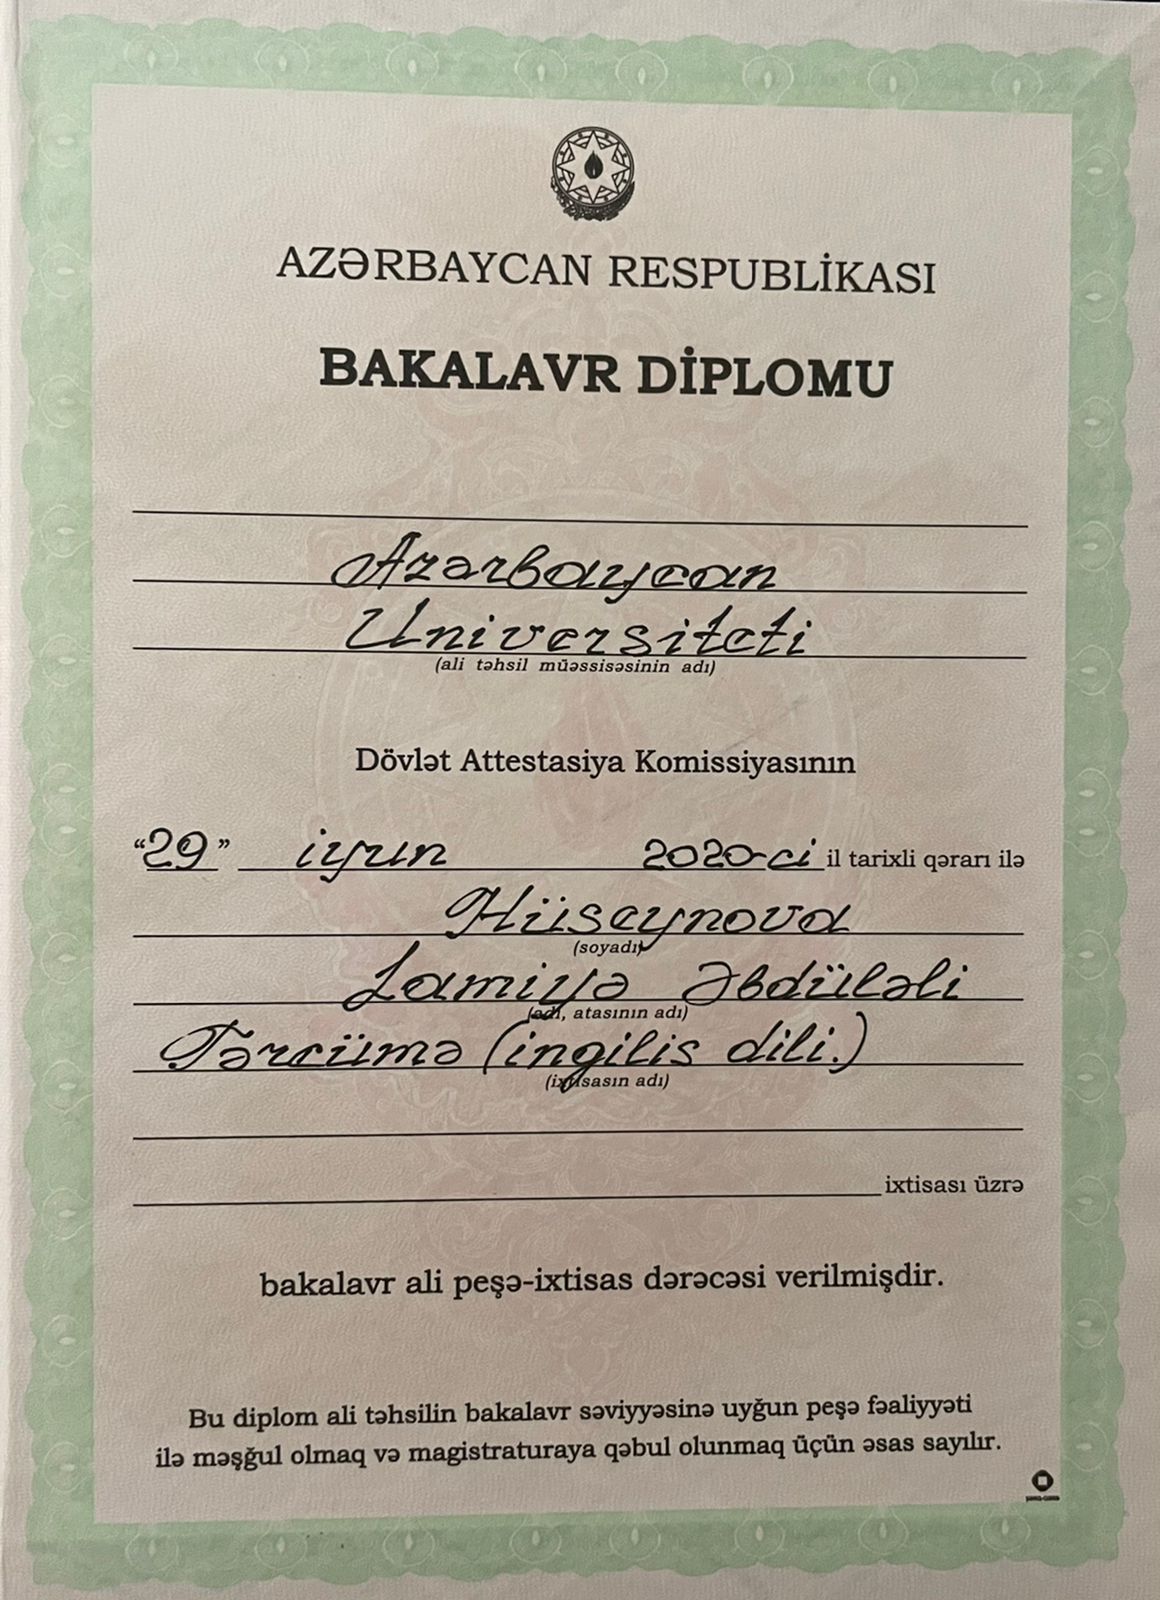 AZƏRBAYCAN RESPUBLİKASI
BAKALAVR DİPLOMU
Azərbaycan
Universiteti
(ali təhsil müəssisəsinin adı)
Dövlət Attestasiya Komissiyasının
“29” iyun 2020-ci il tarixli qərarı ilə
Hüseynova
(soyadı)
Lamiyə Əbdüləli
(adı, atasının adı)
Tərcümə (ingilis dili.)
(ixtisasın adı)
ixtisası üzrə
bakalavr ali peşə-ixtisas dərəcəsi verilmişdir.
Bu diplom ali təhsilin bakalavr səviyyəsinə uyğun peşə fəaliyyəti
ilə məşğul olmaq və magistraturaya qəbul olunmaq üçün əsas sayılır.